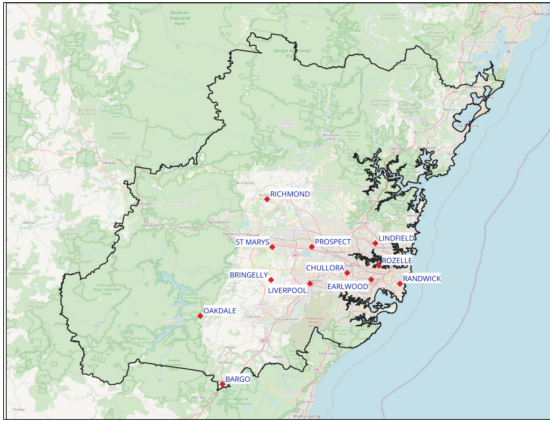 RICHMOND
LINDFIELD
ST MARYS
PROSPECT
ROZELLE
CHULLORA
BRINGELLY
RANDWICK
LIVERPOOL
EARLWOOD
OAKDALE
BARGO